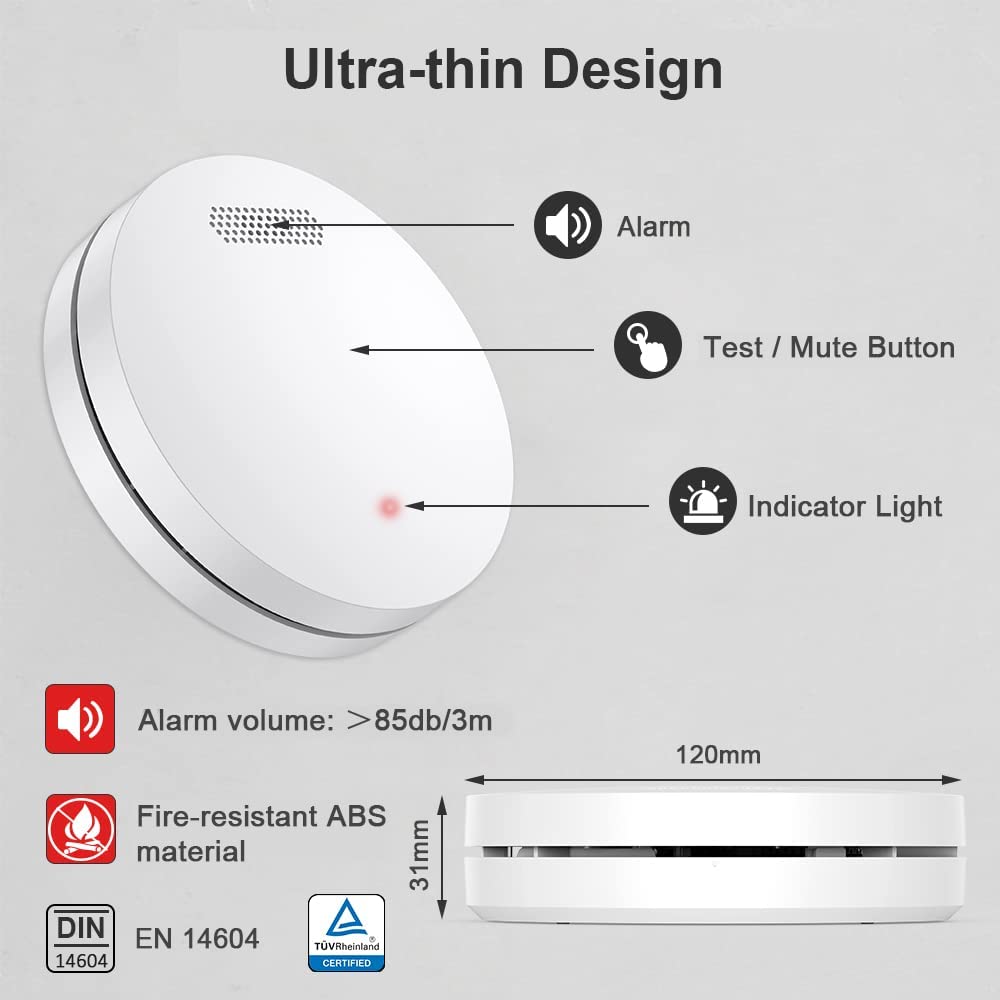 Ultra-thin Design
Alarm
Test / Mute Button
Indicator Light
Alarm volume: ＞85db/3m
120mm
Fire-resistant ABS
material
31mm
DIN
14604
EN 14604
TÜVRheinland
CERTIFIED